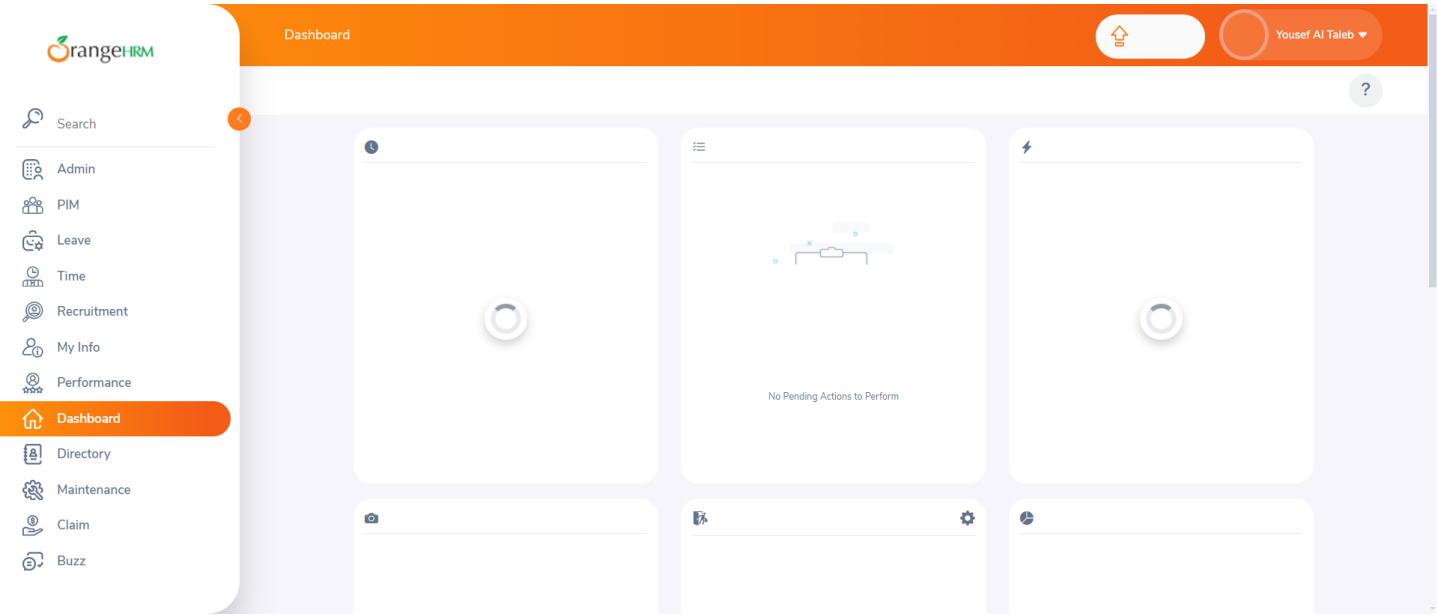 OrangeHRM
Dashboard
Yousef Al Taleb
?
Search
Admin
PIM
Leave
Time
Recruitment
My Info
Performance
Dashboard
Directory
Maintenance
Claim
Buzz
No Pending Actions to Perform